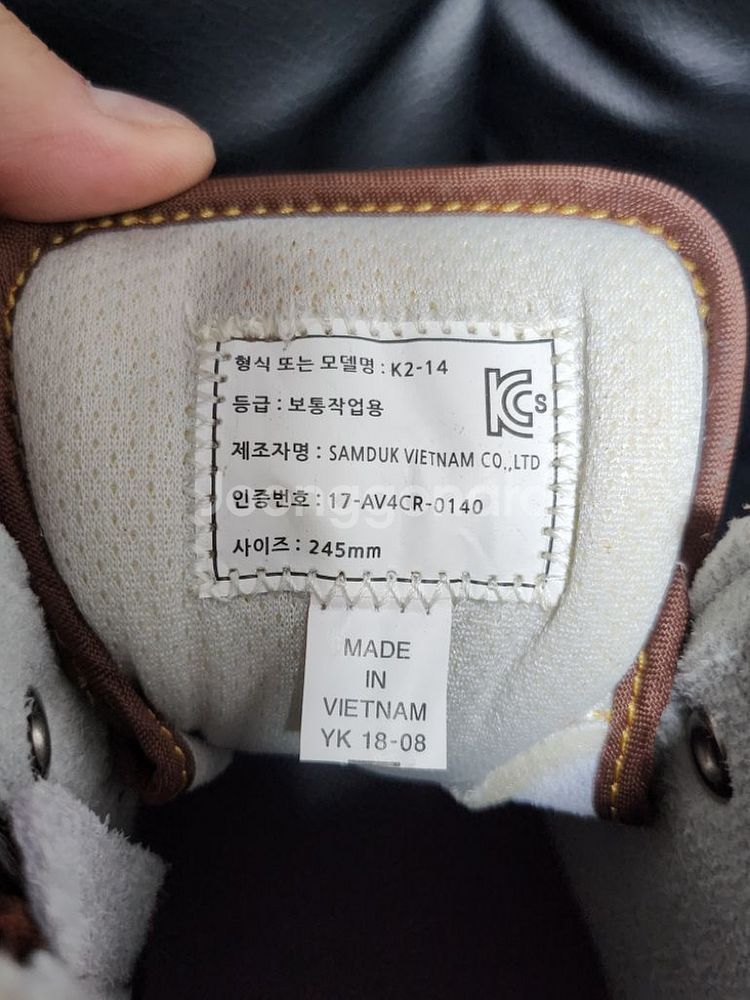 형식 또는 모델명 : K2-14
등급 : 보통작업용
KCs
제조자명 : SAMDUK VIETNAM CO.,LTD
인증번호 : 17-AV4CR-0140
사이즈 : 245mm
MADE
IN
VIETNAM
YK 18-08